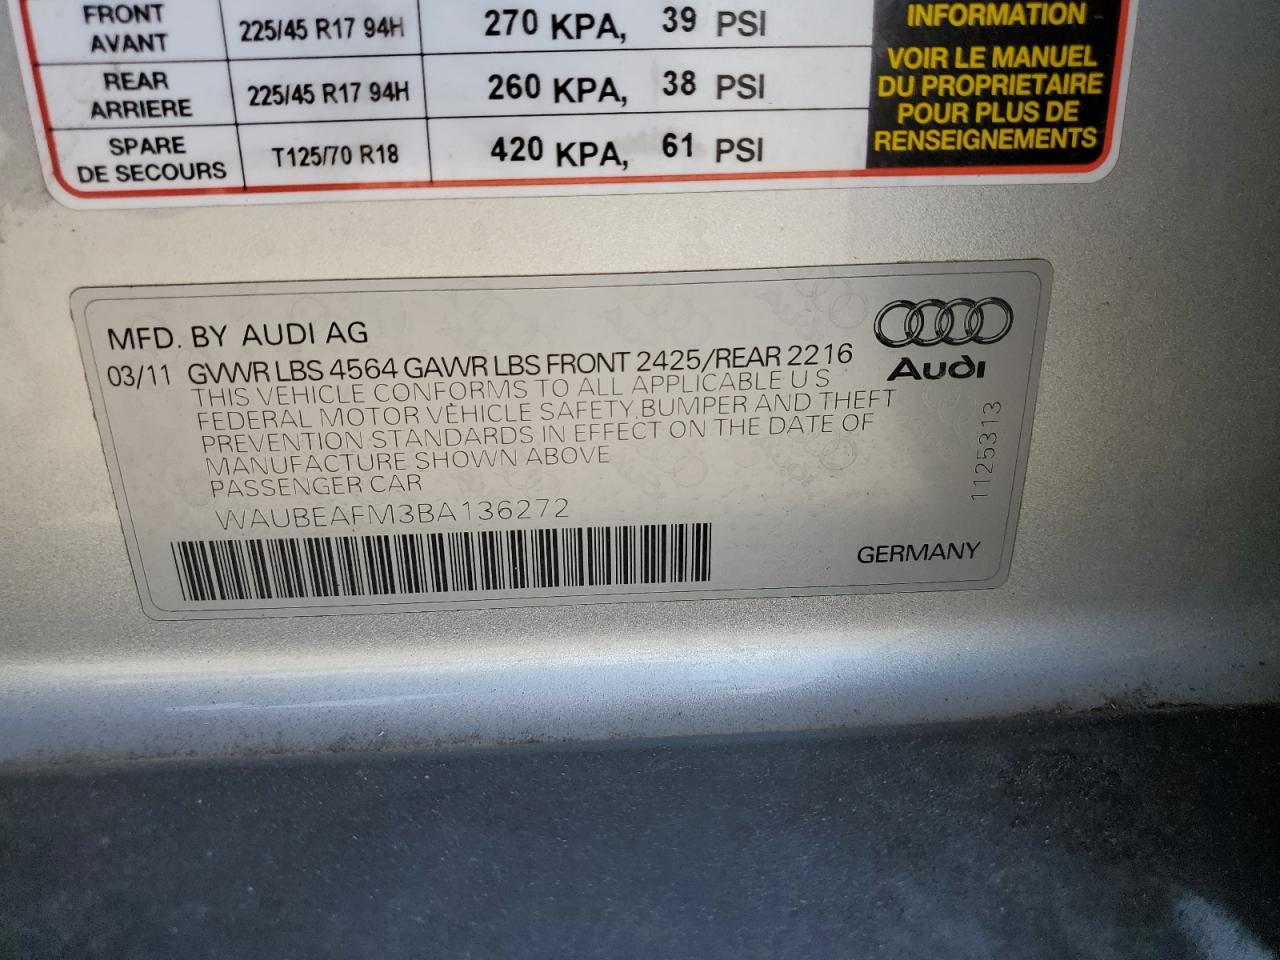 FRONT
AVANT 225/45 R17 94H 270 KPA, 39 PSI
REAR
ARRIERE 225/45 R17 94H 260 KPA, 38 PSI
SPARE
DE SECOURS T125/70 R18 420 KPA, 61 PSI
INFORMATION
VOIR LE MANUEL
DU PROPRIETAIRE
POUR PLUS DE
RENSEIGNEMENTS
MFD. BY AUDI AG
03/11 GVWR LBS 4564 GAWR LBS FRONT 2425/REAR 2216
THIS VEHICLE CONFORMS TO ALL APPLICABLE U S
FEDERAL MOTOR VEHICLE SAFETY, BUMPER AND THEFT
PREVENTION STANDARDS IN EFFECT ON THE DATE OF
MANUFACTURE SHOWN ABOVE
PASSENGER CAR
WAUBEAFM3BA136272
Audi
1125313
GERMANY